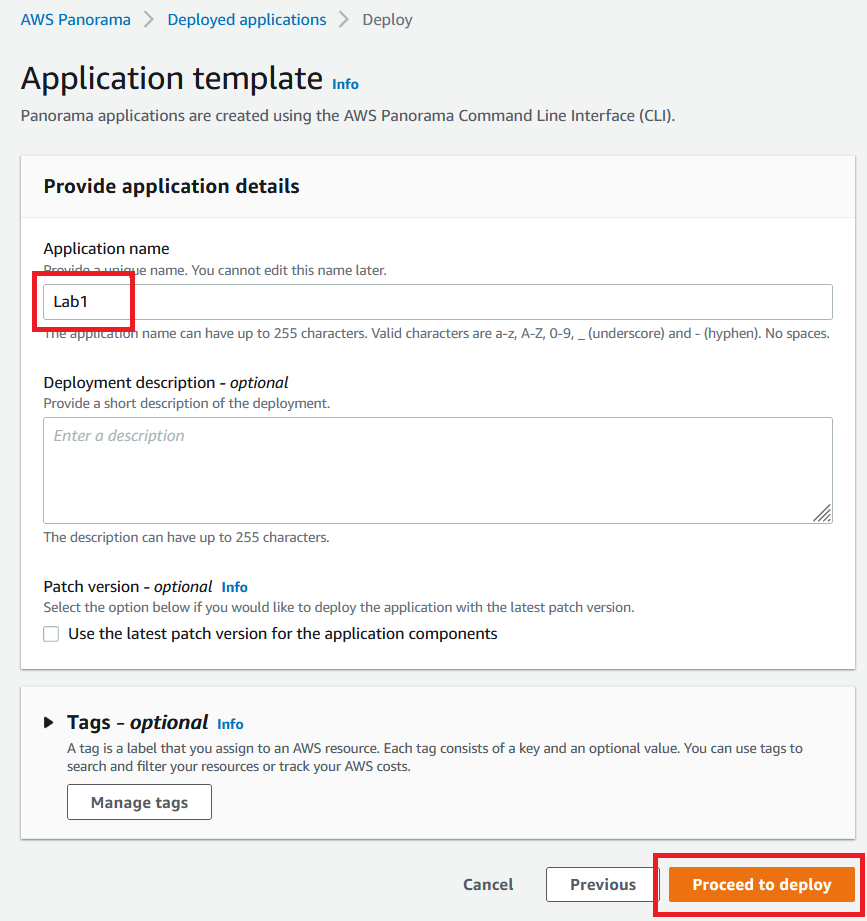 AWS Panorama > Deployed applications > Deploy
Application template Info
Panorama applications are created using the AWS Panorama Command Line Interface (CLI).
Provide application details
Application name
Provide a unique name. You cannot edit this name later.
Lab1
The application name can have up to 255 characters. Valid characters are a-z, A-Z, 0-9, _ (underscore) and - (hyphen). No spaces.
Deployment description - optional
Provide a short description of the deployment.
Enter a description
The description can have up to 255 characters.
Patch version - optional Info
Select the option below if you would like to deploy the application with the latest patch version.
Use the latest patch version for the application components
Tags - optional Info
A tag is a label that you assign to an AWS resource. Each tag consists of a key and an optional value. You can use tags to
search and filter your resources or track your AWS costs.
Manage tags
Cancel Previous Proceed to deploy